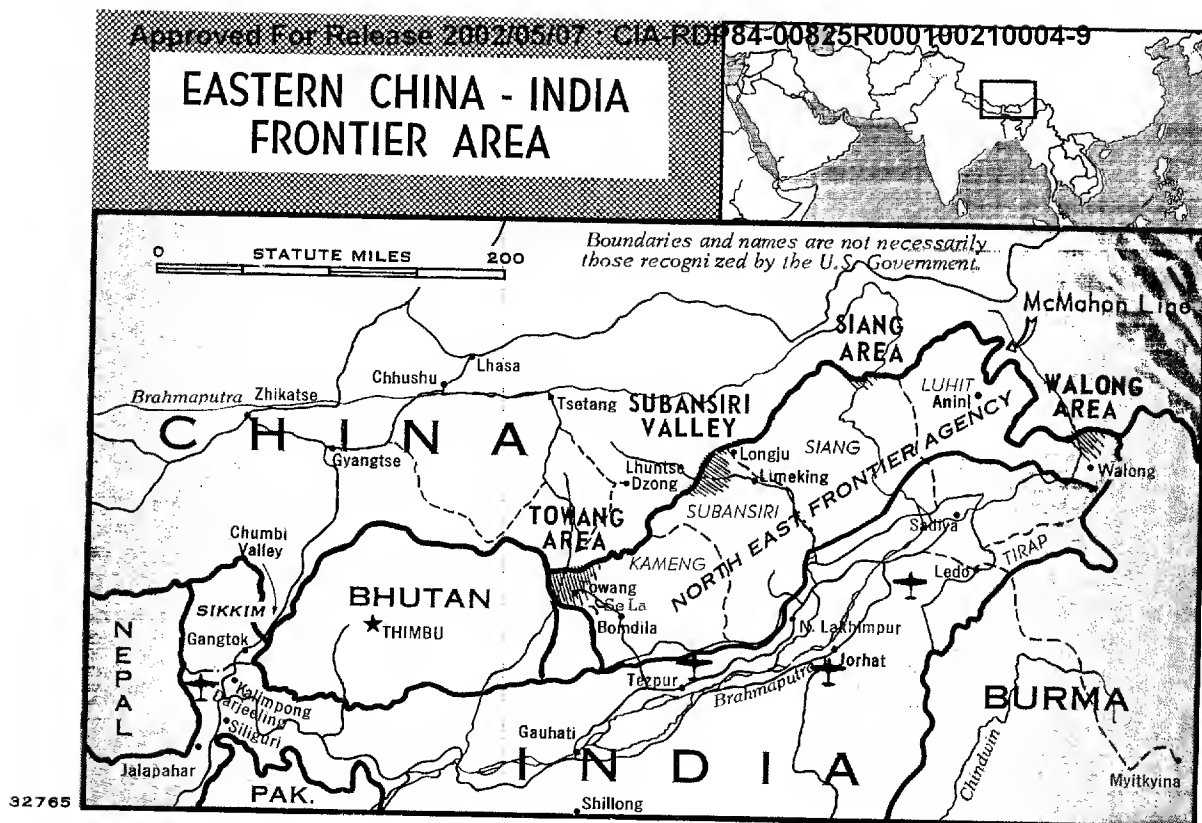 Approved For Release 2002/05/07 : CIA-RDP84-00825R000100210004-9
EASTERN CHINA - INDIA
FRONTIER AREA
0 STATUTE MILES 200
Boundaries and names are not necessarily
those recognized by the U.S. Government.
McMahon Line
SIANG
AREA
LUHIT
Anini
WALONG
AREA
Lhasa
Chhushu
Brahmaputra
Zhikatse
Tsetang
SUBANSIRI
VALLEY
CHINA
Gyangtse
Longju
SIANG
Limeking
Walong
Lhuntse
Dzong
NORTH EAST FRONTIER AGENCY
SUBANSIRI
TOWANG
AREA
Sadiya
Chumbi
Valley
KAMENG
TIRAP
Ledo
Towang
Se La
Bomdila
BHUTAN
THIMBU
SIKKIM
Gangtok
NEPAL
N. Lakhimpur
Jorhat
Tezpur
Brahmaputra
Kalimpong
Darjeeling
Siliguri
BURMA
Gauhati
INDIA
Chindwin
Jalapahar
PAK.
Myitkyina
Shillong
32765